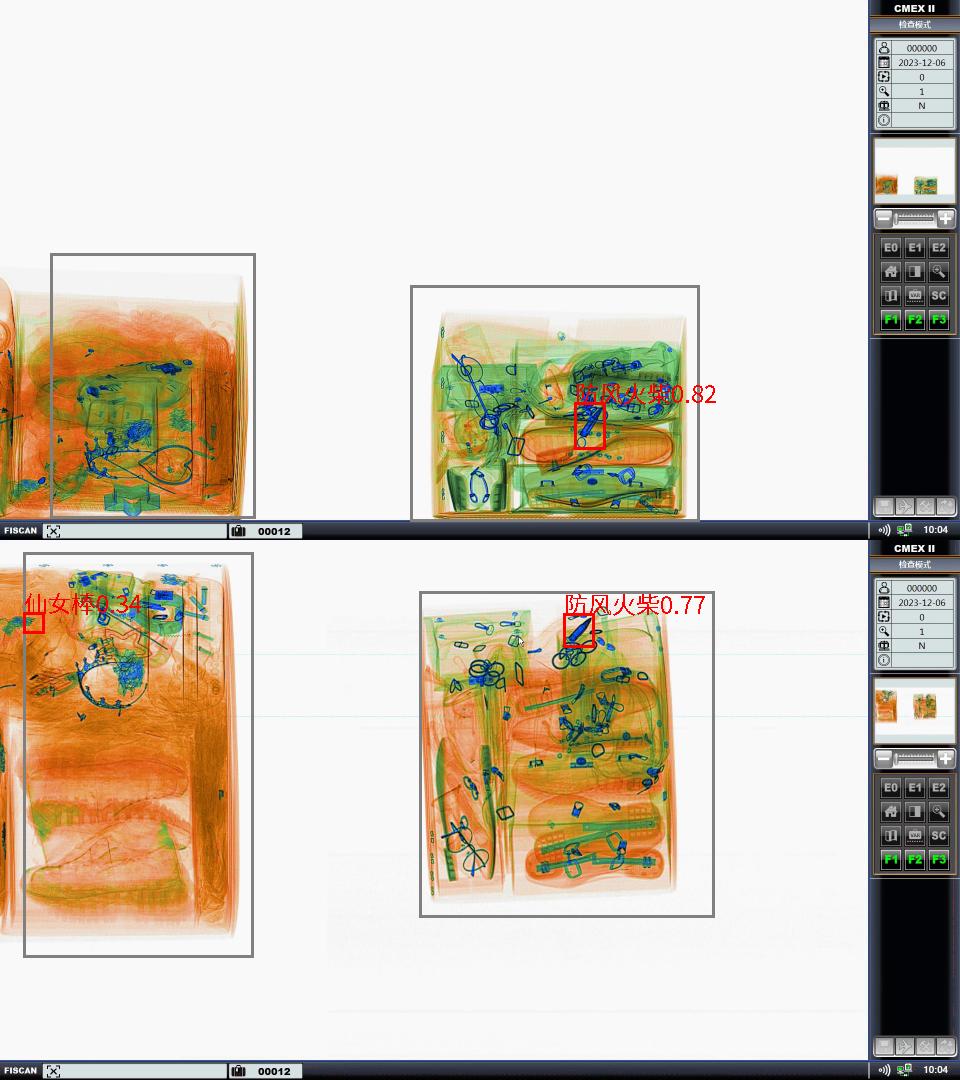 CMEX II
检查模式
000000
2023-12-06
0
1
N
E0 E1 E2
SC
F1 F2 F3
防风火柴0.82
FISCAN
00012
10:04
CMEX II
检查模式
000000
2023-12-06
0
1
N
仙女棒0.34
防风火柴0.77
E0 E1 E2
SC
F1 F2 F3
FISCAN
00012
10:04